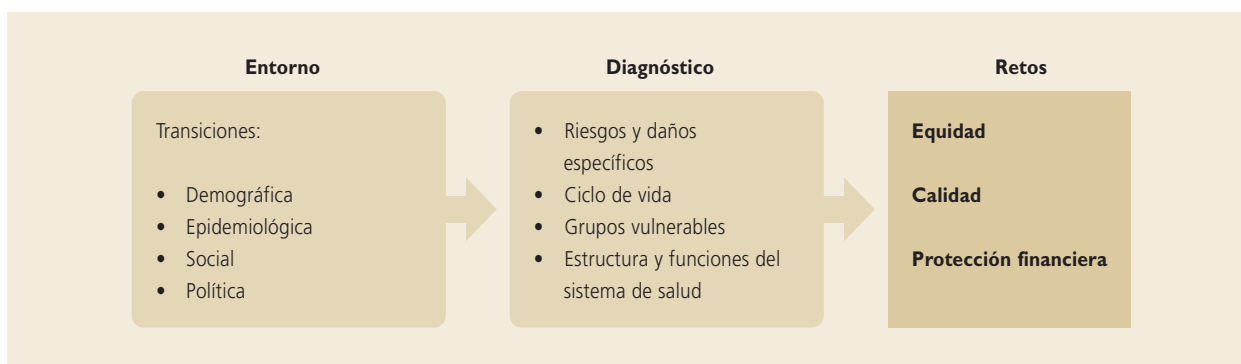 Entorno
Transiciones:
• Demográfica
• Epidemiológica
• Social
• Política
Diagnóstico
• Riesgos y daños
específicos
• Ciclo de vida
• Grupos vulnerables
• Estructura y funciones del
sistema de salud
Retos
Equidad
Calidad
Protección financiera